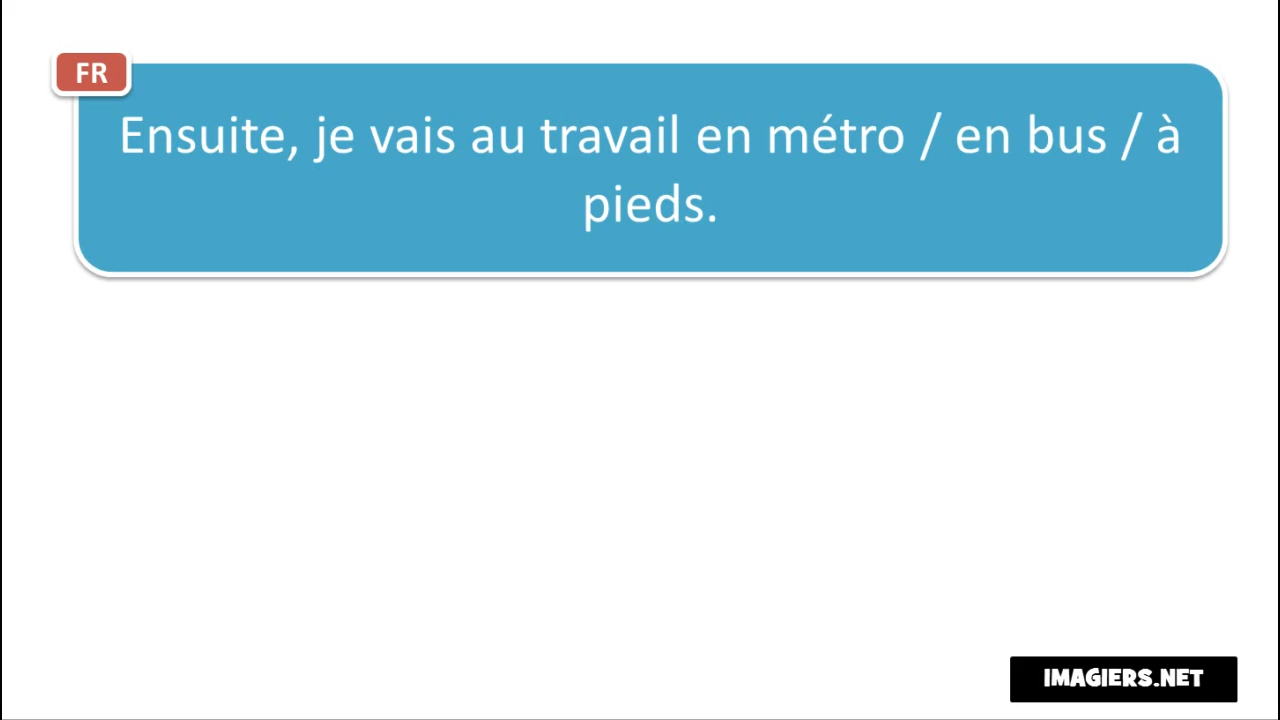 FR
Ensuite, je vais au travail en métro / en bus / à
pieds.
IMAGIERS.NET